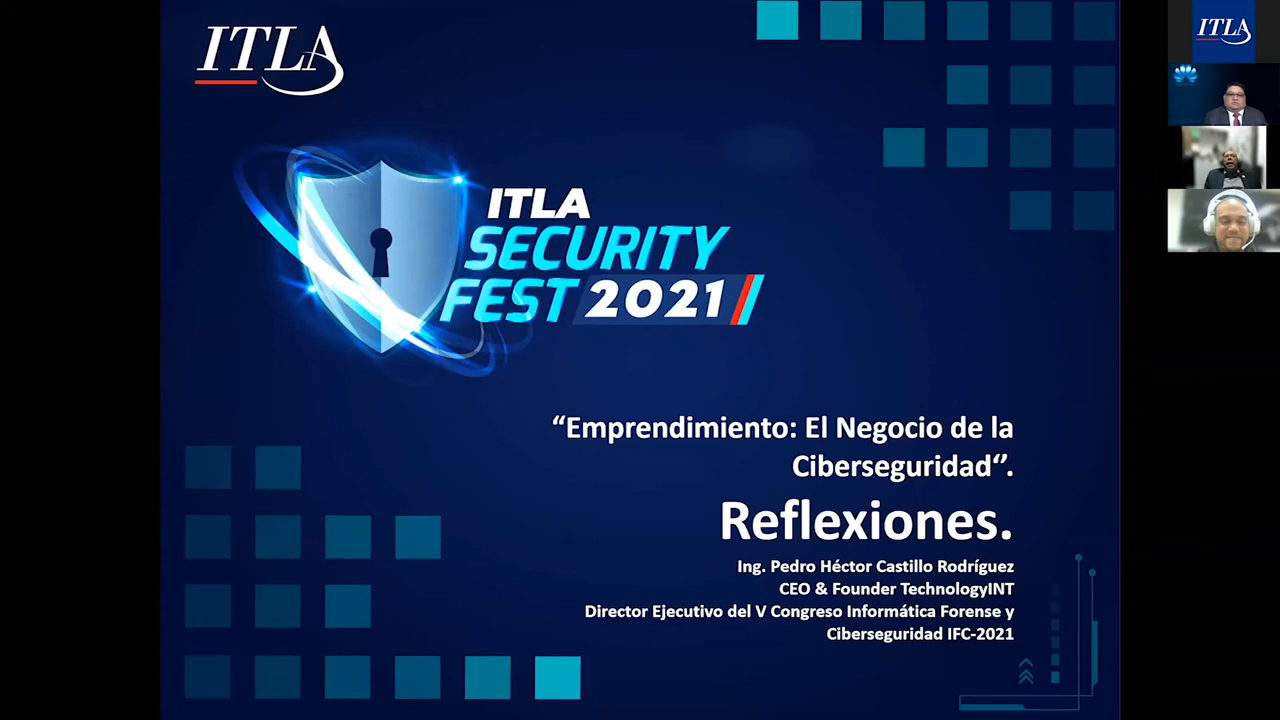 ITLA
ITLA
SECURITY
FEST 2021
“Emprendimiento: El Negocio de la
Ciberseguridad“.
Reflexiones.
Ing. Pedro Héctor Castillo Rodríguez
CEO & Founder TechnologyINT
Director Ejecutivo del V Congreso Informática Forense y
Ciberseguridad IFC-2021
ITLA